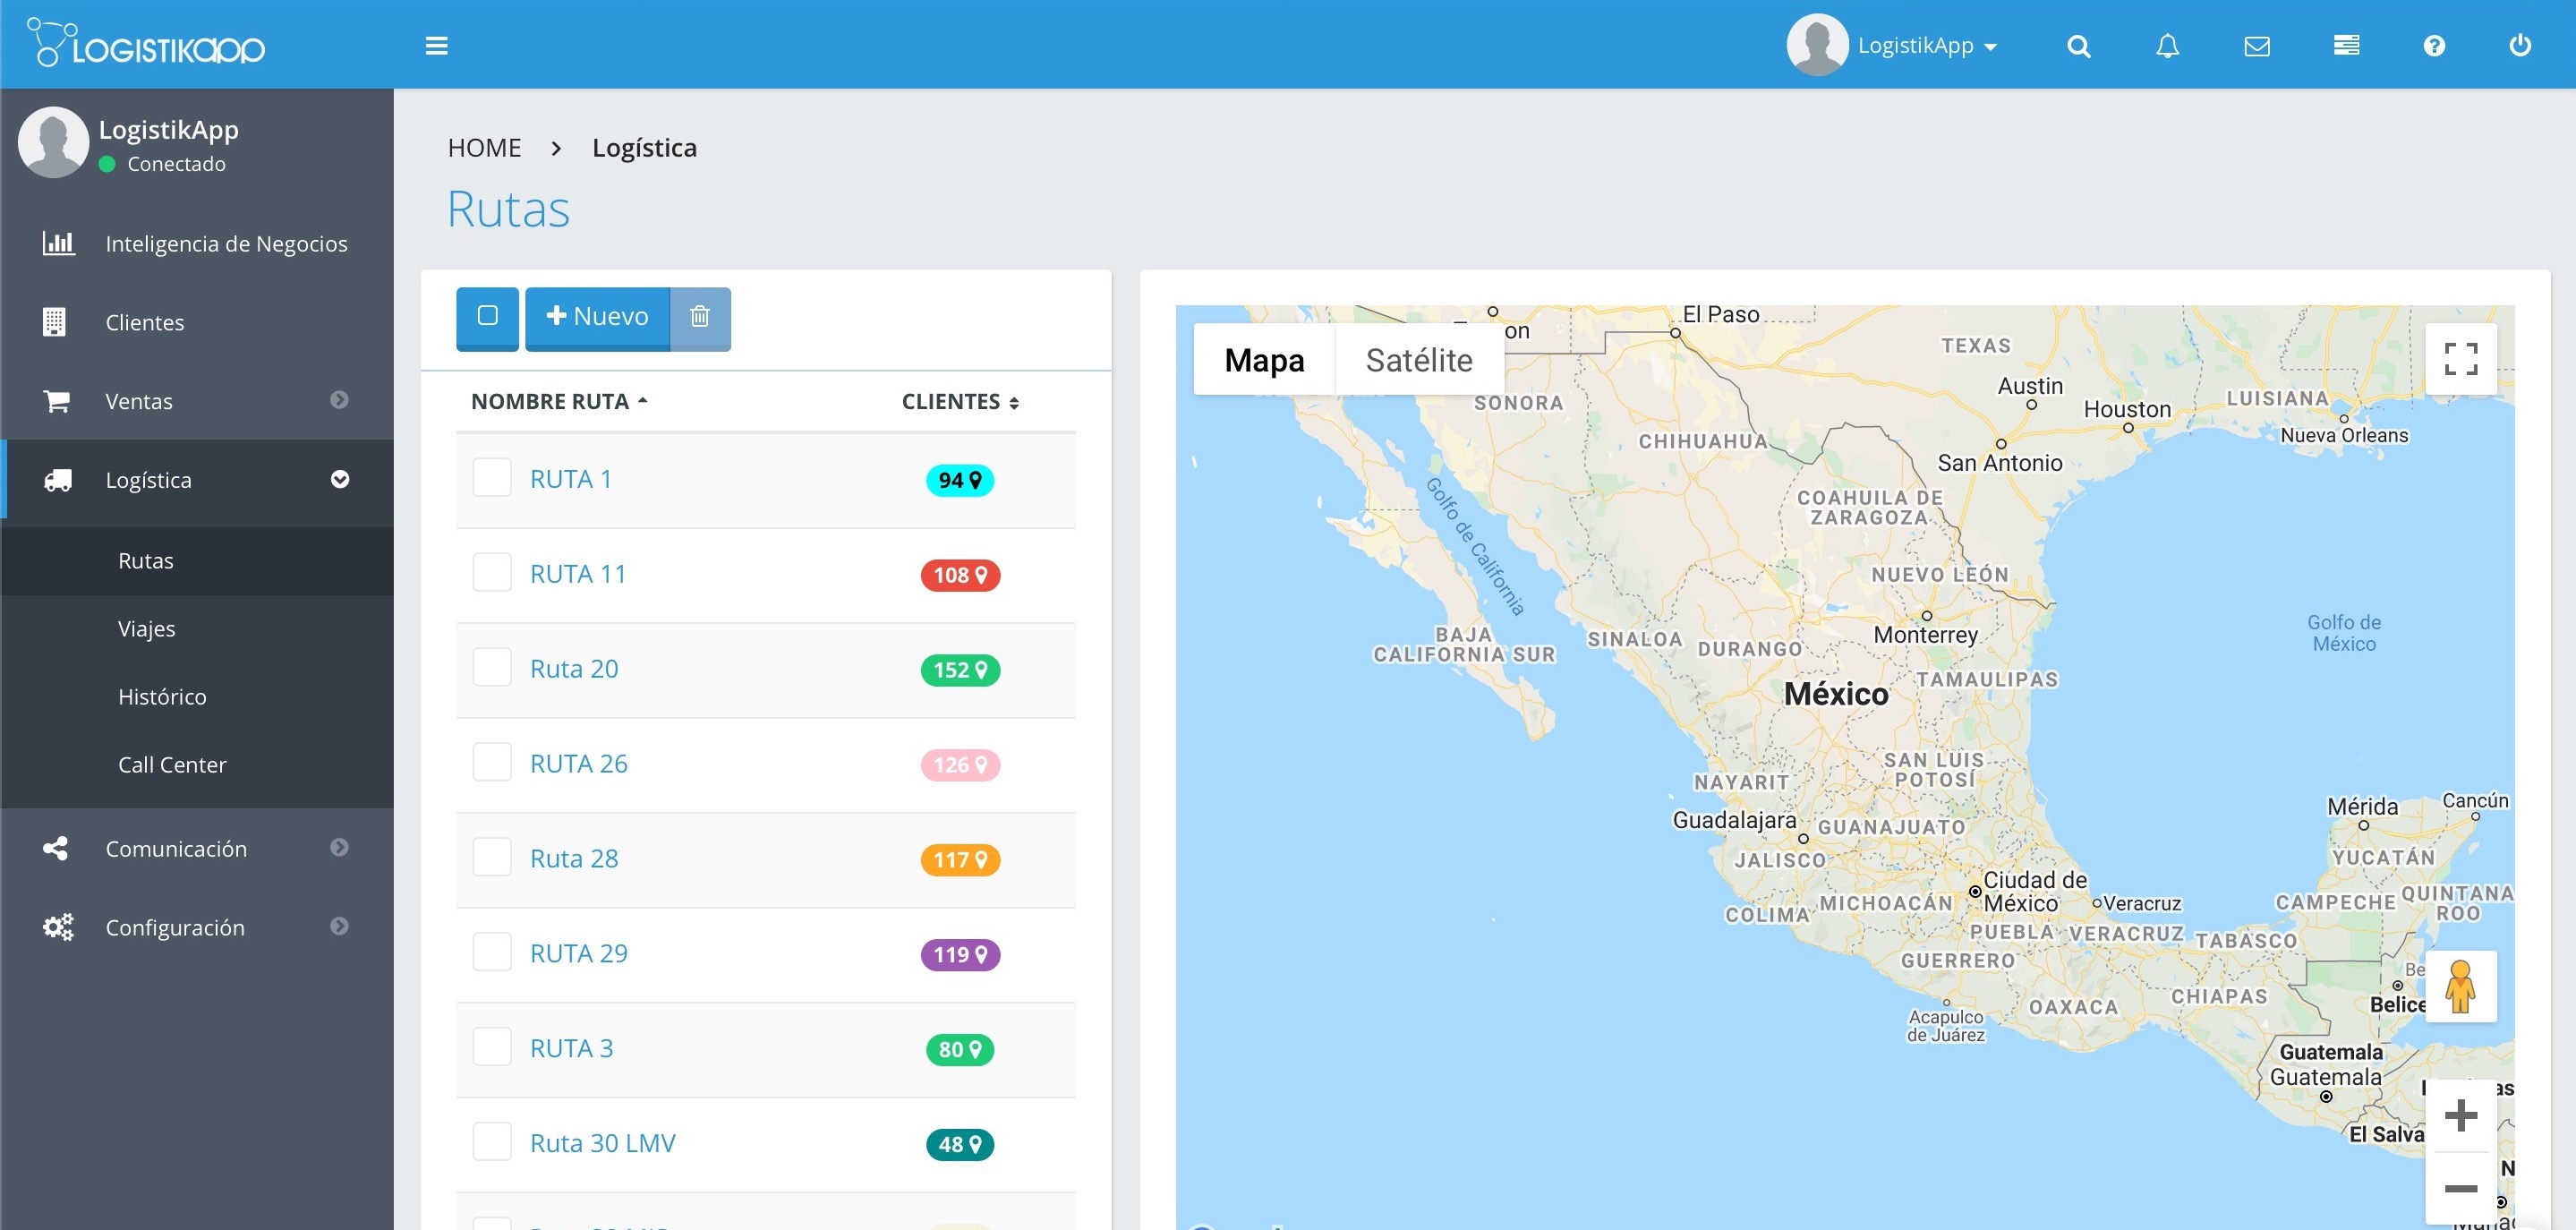 LOGISTIKapp
LogistikApp
LogistikApp
Conectado
Inteligencia de Negocios
Clientes
Ventas
Logística
Rutas
Viajes
Histórico
Call Center
Comunicación
Configuración
HOME > Logística
Rutas
Nuevo
NOMBRE RUTA CLIENTES
RUTA 1 94
RUTA 11 108
Ruta 20 152
RUTA 26 126
Ruta 28 117
RUTA 29 119
RUTA 3 80
Ruta 30 LMV 48
Mapa Satélite
on
El Paso
TEXAS
Austin
Houston
LUISIANA
Nueva Orleans
San Antonio
SONORA
CHIHUAHUA
COAHUILA DE
ZARAGOZA
Golfo de California
NUEVO LEÓN
Monterrey
BAJA
CALIFORNIA SUR
SINALOA
DURANGO
TAMAULIPAS
México
Golfo de
México
SAN LUIS
POTOSÍ
NAYARIT
Guadalajara
GUANAJUATO
JALISCO
Mérida
Cancún
YUCATÁN
Ciudad de
México
COLIMA
MICHOACÁN
Veracruz
CAMPECHE
QUINTANA
ROO
PUEBLA
VERACRUZ
TABASCO
GUERRERO
Be
Belice
CHIAPAS
OAXACA
Acapulco
de Juárez
Guatemala
Guatemala
as
El Salva
N